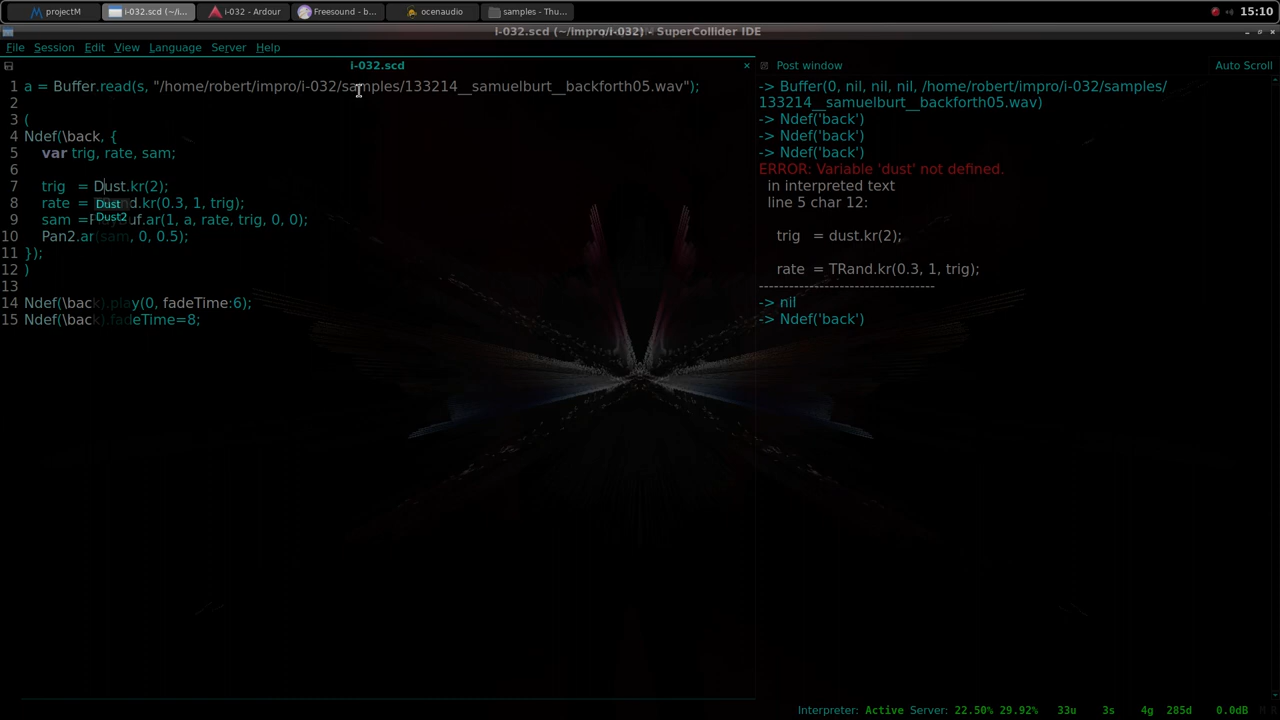 projectM
i-032.scd (~/i...
i-032 - Ardour
Freesound - b...
ocenaudio
samples - Thu...
15:10
i-032.scd (~/impro/i-032) - SuperCollider IDE
File Session Edit View Language Server Help
i-032.scd
Post window
Auto Scroll
1 a = Buffer.read(s, "/home/robert/impro/i-032/samples/133214__samuelburt__backforth05.wav");
2
3 (
4 Ndef(\back, {
5 var trig, rate, sam;
6
7 trig = Dust.kr(2);
8 rate = TRand.kr(0.3, 1, trig);
Dust
9 sam =PlayBuf.ar(1, a, rate, trig, 0, 0);
Dust2
10 Pan2.ar(sam, 0, 0.5);
11 });
12 )
13
14 Ndef(\back).play(0, fadeTime:6);
15 Ndef(\back).fadeTime=8;
-> Buffer(0, nil, nil, nil, /home/robert/impro/i-032/samples/
133214__samuelburt__backforth05.wav)
-> Ndef('back')
-> Ndef('back')
-> Ndef('back')
ERROR: Variable 'dust' not defined.
in interpreted text
line 5 char 12:
trig = dust.kr(2);
rate = TRand.kr(0.3, 1, trig);
-----------------------------------
-> nil
-> Ndef('back')
Interpreter: Active Server: 22.50% 29.92% 33u 3s 4g 285d 0.0dB